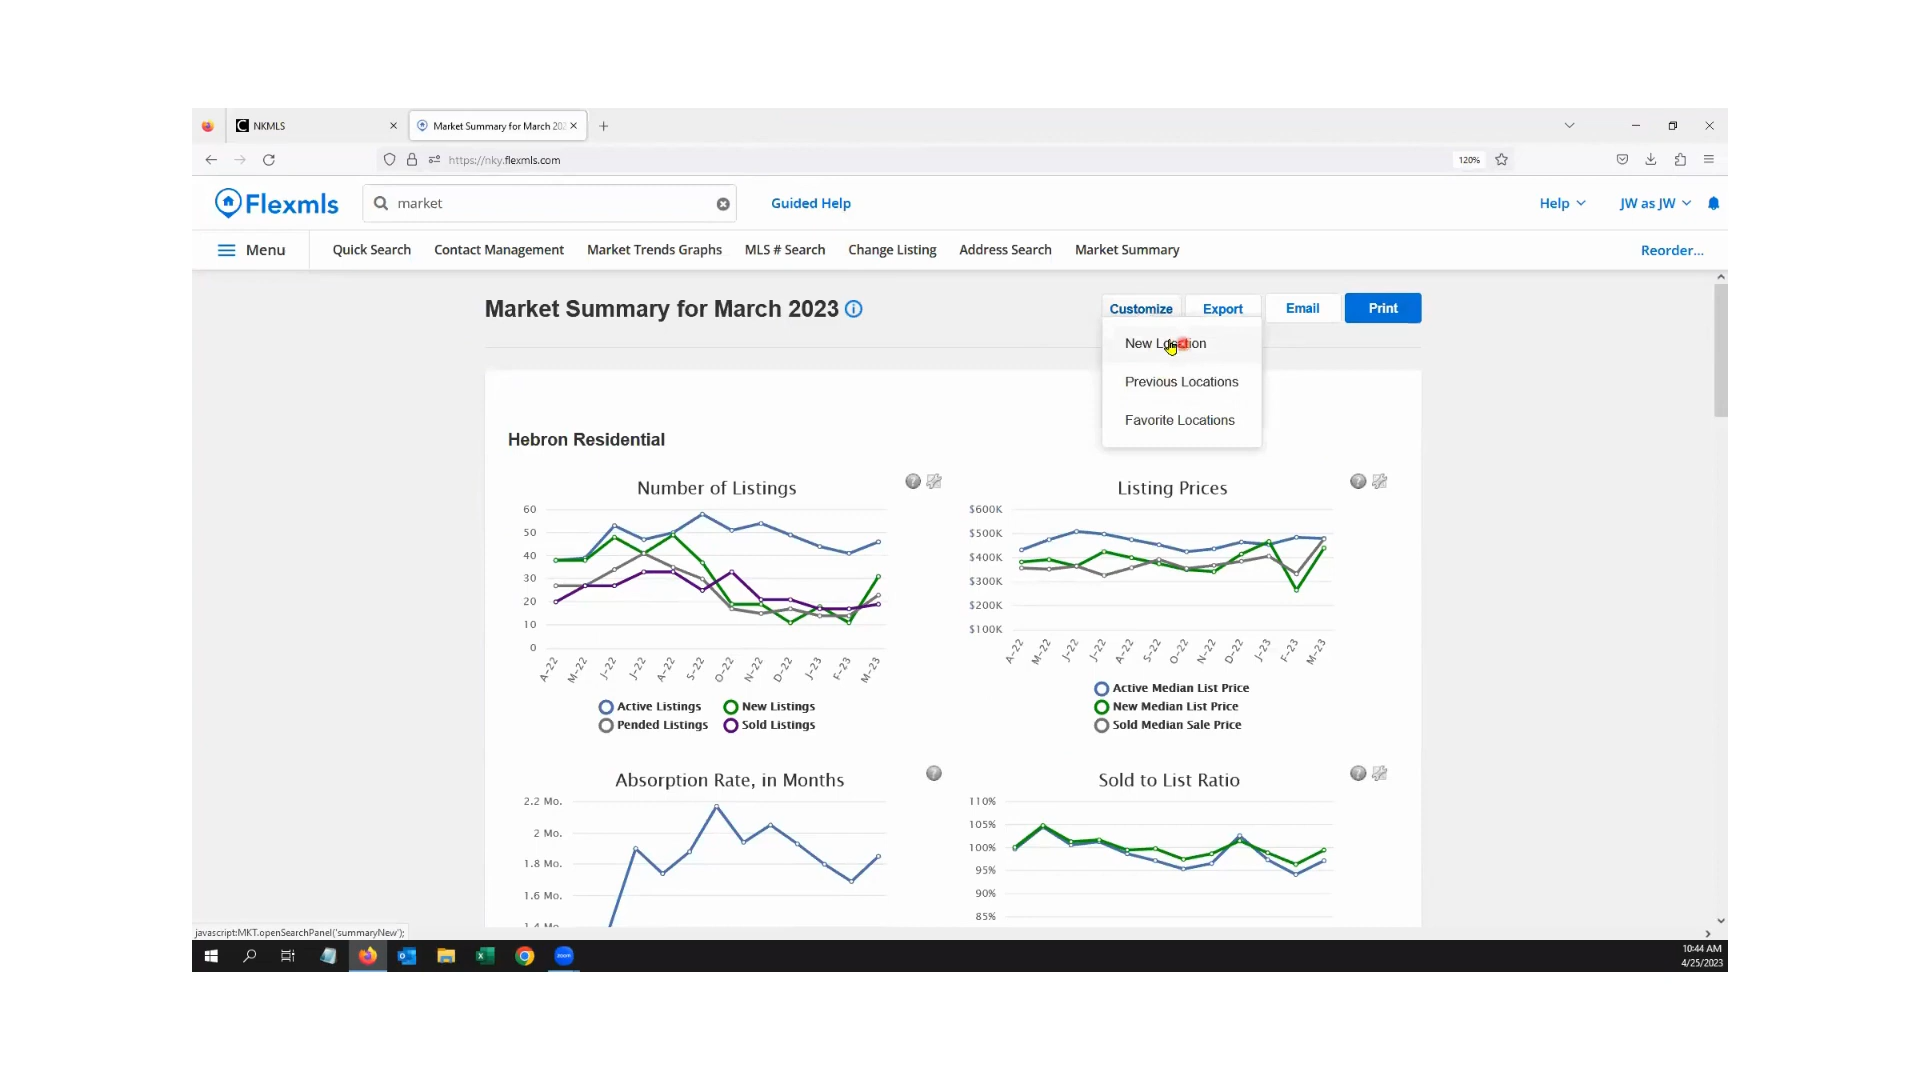 NKMLS
Market Summary for March 202
https://nky.flexmls.com
120%
Flexmls
market
Guided Help
Help
JW as JW
Menu
Quick Search
Contact Management
Market Trends Graphs
MLS # Search
Change Listing
Address Search
Market Summary
Reorder...
Market Summary for March 2023
Customize
Export
Email
Print
New Location
Previous Locations
Favorite Locations
Hebron Residential
Number of Listings
60
50
40
30
20
10
0
A-22
M-22
J-22
J-22
A-22
S-22
O-22
N-22
D-22
J-23
F-23
M-23
Active Listings
New Listings
Pended Listings
Sold Listings
Listing Prices
$600K
$500K
$400K
$300K
$200K
$100K
A-22
M-22
J-22
J-22
A-22
S-22
O-22
N-22
D-22
J-23
F-23
M-23
Active Median List Price
New Median List Price
Sold Median Sale Price
Absorption Rate, in Months
2.2 Mo.
2 Mo.
1.8 Mo.
1.6 Mo.
1.4 Mo.
Sold to List Ratio
110%
105%
100%
95%
90%
85%
javascript:MKT.openSearchPanel('summaryNew');
zoom
10:44 AM
4/25/2023